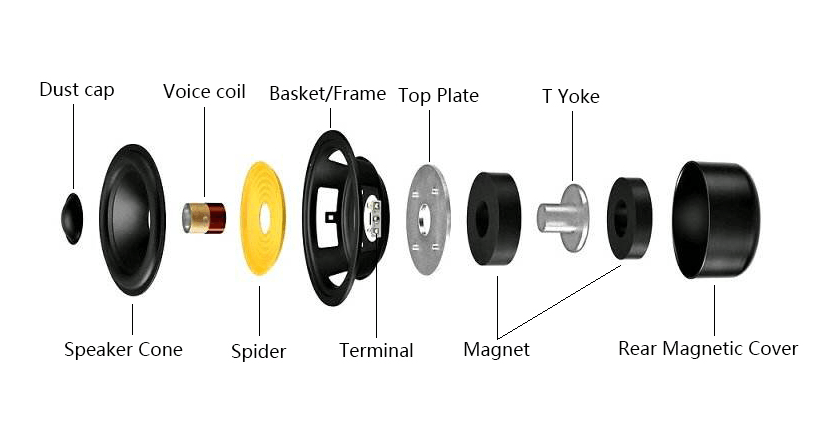 Dust cap
Voice coil
Basket/Frame
Top Plate
T Yoke
Speaker Cone
Spider
Terminal
Magnet
Rear Magnetic Cover